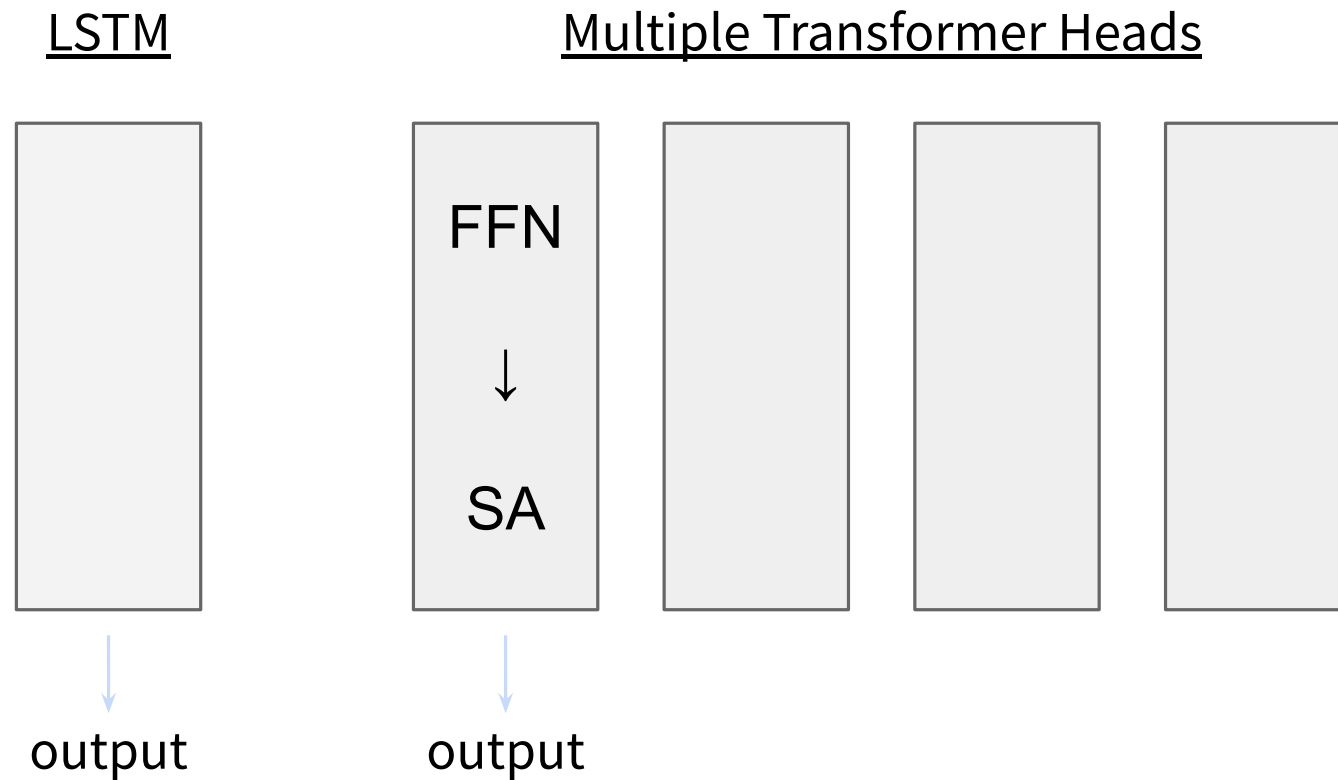 LSTM
Multiple Transformer Heads
FFN
↓
SA
output
output